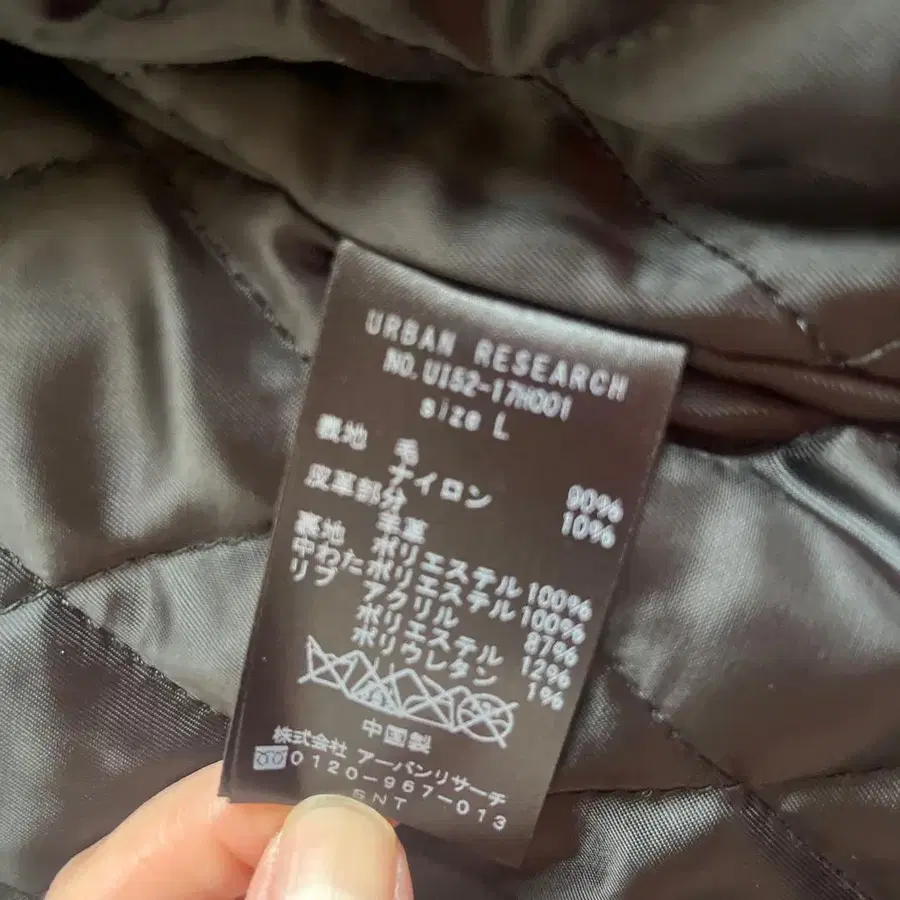 URBAN RESEARCH
NO.UI52-17H001
size L
表地 毛 90%
ナイロン 10%
皮革部分 羊革
裏地 ポリエステル 100%
中わた ポリエステル 100%
リブ アクリル 87%
ポリエステル 12%
ポリウレタン 1%
中国製
株式会社 アーバンリサーチ
0120-967-013